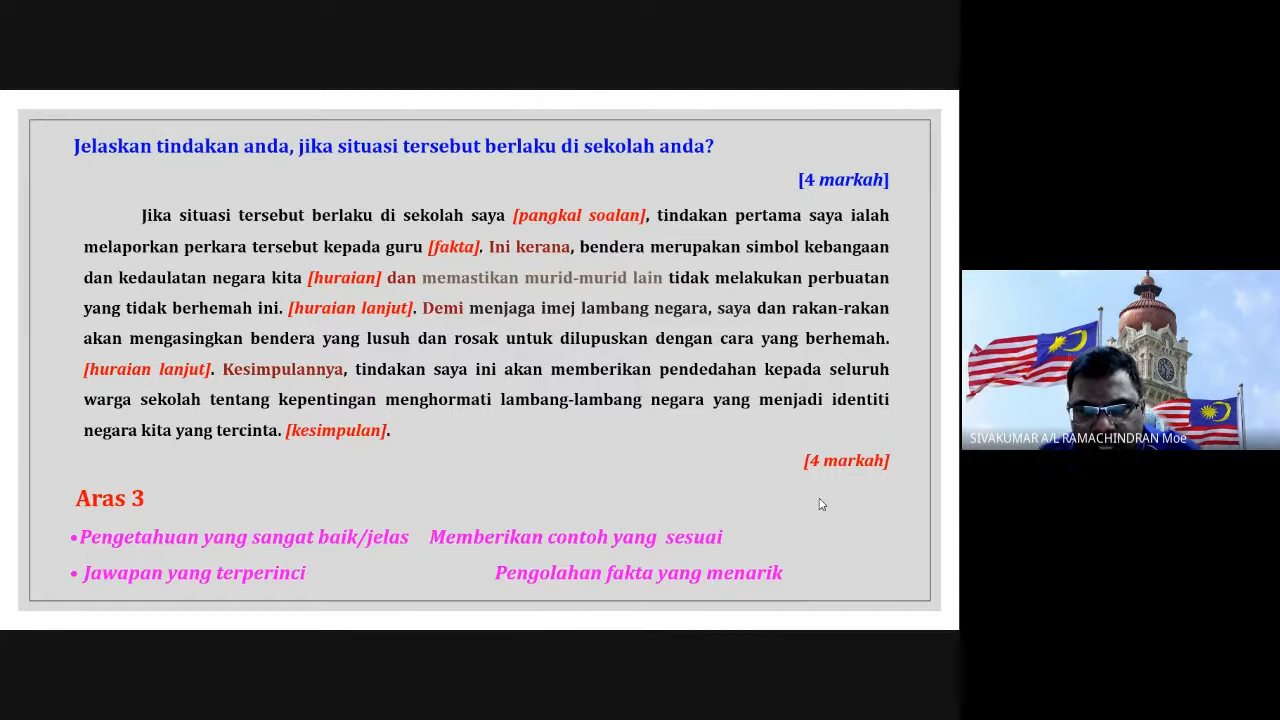 Jelaskan tindakan anda, jika situasi tersebut berlaku di sekolah anda?
[4 markah]
Jika situasi tersebut berlaku di sekolah saya [pangkal soalan], tindakan pertama saya ialah
melaporkan perkara tersebut kepada guru [fakta]. Ini kerana, bendera merupakan simbol kebangaan
dan kedaulatan negara kita [huraian] dan memastikan murid-murid lain tidak melakukan perbuatan
yang tidak berhemah ini. [huraian lanjut]. Demi menjaga imej lambang negara, saya dan rakan-rakan
akan mengasingkan bendera yang lusuh dan rosak untuk dilupuskan dengan cara yang berhemah.
[huraian lanjut]. Kesimpulannya, tindakan saya ini akan memberikan pendedahan kepada seluruh
warga sekolah tentang kepentingan menghormati lambang-lambang negara yang menjadi identiti
negara kita yang tercinta. [kesimpulan].
[4 markah]
Aras 3
•Pengetahuan yang sangat baik/jelas Memberikan contoh yang sesuai
• Jawapan yang terperinci Pengolahan fakta yang menarik
SIVAKUMAR A/L RAMACHINDRAN Moe